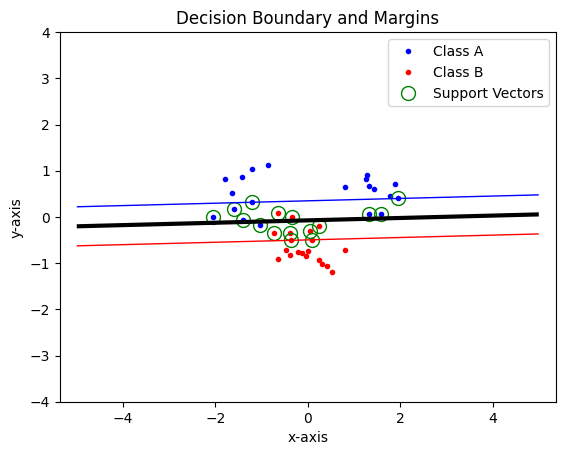 Decision Boundary and Margins
Class A
Class B
Support Vectors
y-axis
4
3
2
1
0
−1
−2
−3
−4
−4
−2
0
2
4
x-axis